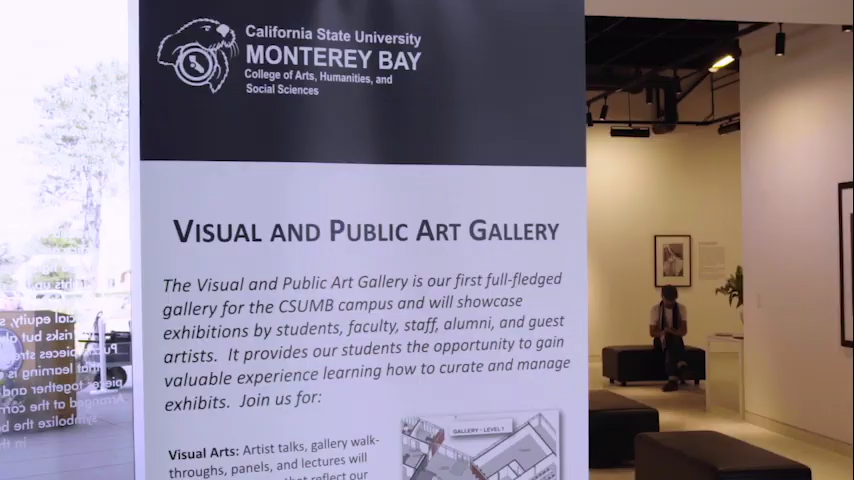 California State University
MONTEREY BAY
College of Arts, Humanities, and
Social Sciences
VISUAL AND PUBLIC ART GALLERY
The Visual and Public Art Gallery is our first full-fledged
gallery for the CSUMB campus and will showcase
exhibitions by students, faculty, staff, alumni, and guest
artists. It provides our students the opportunity to gain
valuable experience learning how to curate and manage
exhibits. Join us for:
Visual Arts: Artist talks, gallery walk-
throughs, panels, and lectures will
that reflect our
GALLERY - LEVEL 1